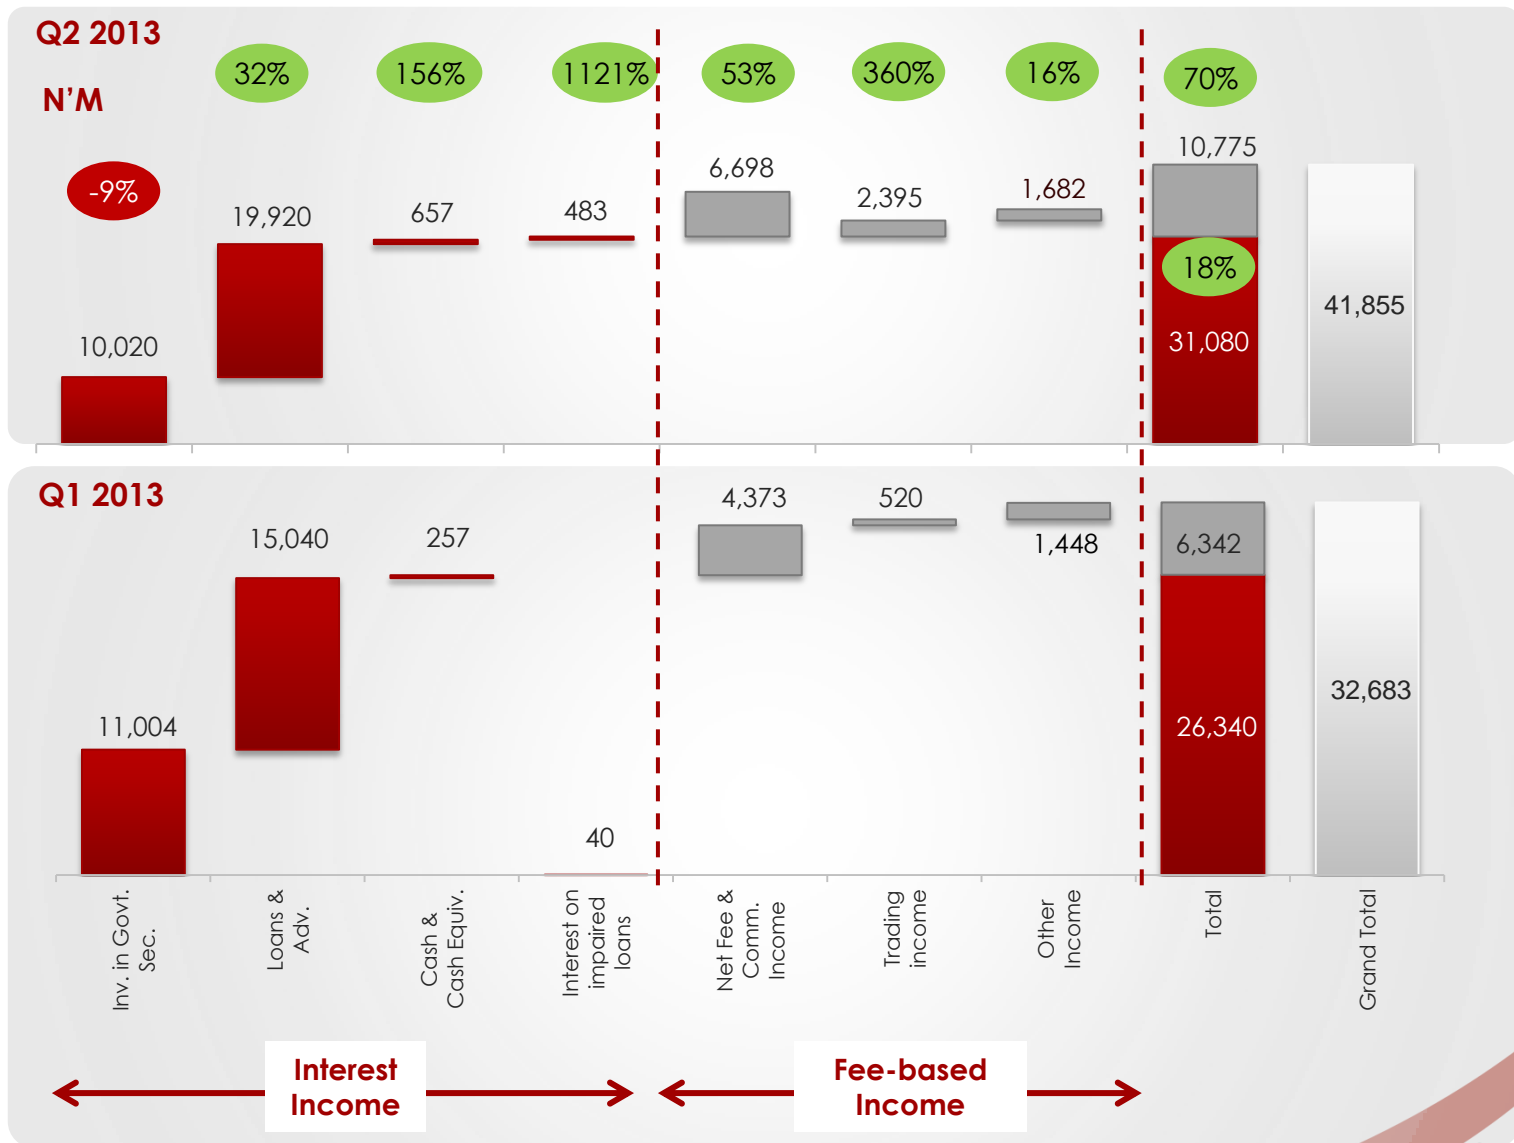 Q2 2013
N'M
-9%
32%
156%
1121%
53%
360%
16%
70%
10,020
19,920
657
483
6,698
2,395
1,682
10,775
18%
31,080
41,855
Q1 2013
11,004
15,040
257
40
4,373
520
1,448
6,342
26,340
32,683
Inv. in Govt.
Sec.
Loans &
Adv.
Cash &
Cash Equiv.
Interest on
impaired
loans
Net Fee &
Comm.
Income
Trading
income
Other
Income
Total
Grand Total
Interest
Income
Fee-based
Income